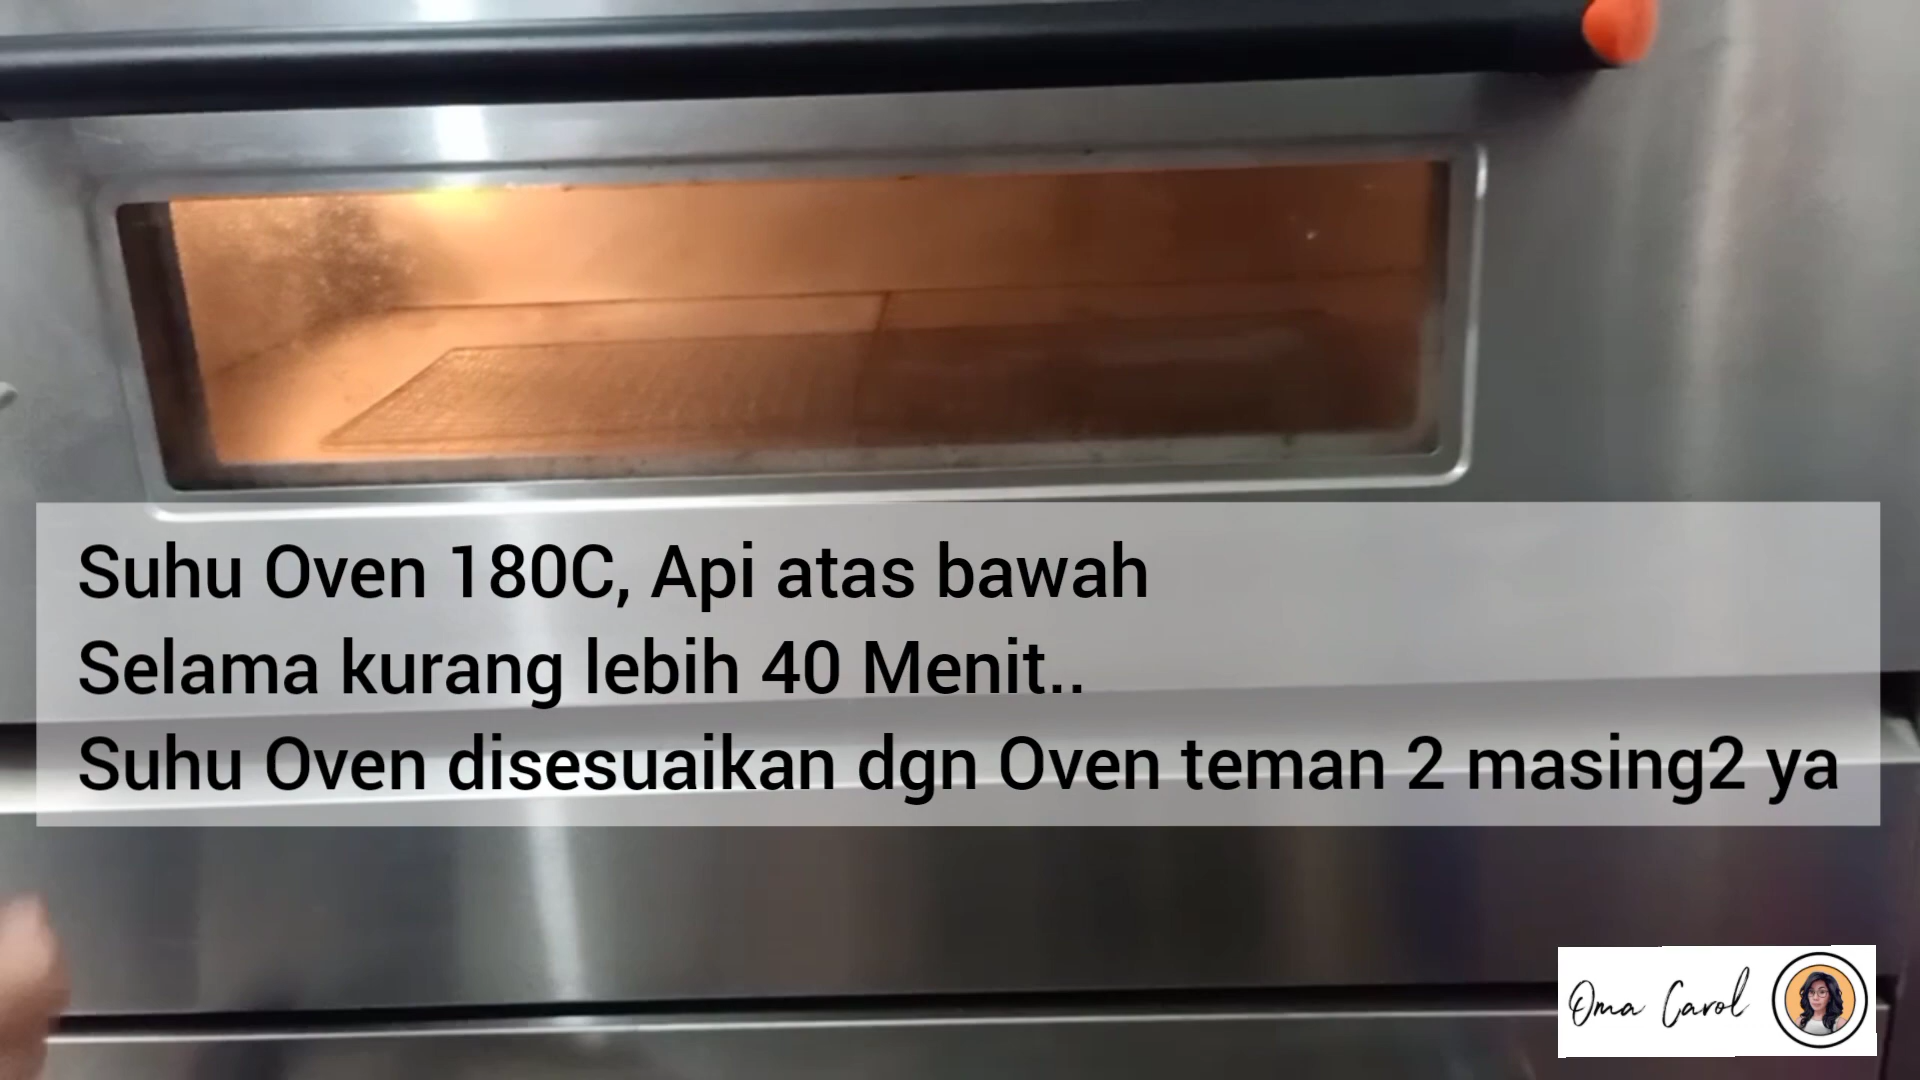 Suhu Oven 180C, Api atas bawah
Selama kurang lebih 40 Menit..
Suhu Oven disesuaikan dgn Oven teman 2 masing2 ya
Oma Carol